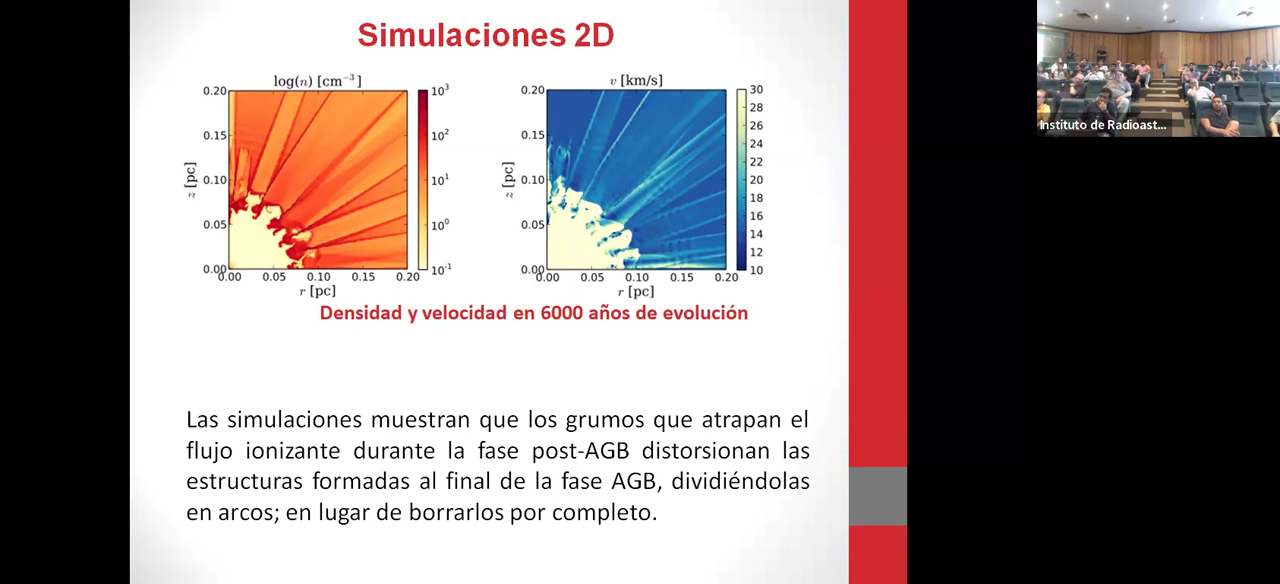 Simulaciones 2D
log(n) [cm⁻³]
v [km/s]
0.20
0.15
0.10
0.05
0.00
z [pc]
0.00 0.05 0.10 0.15 0.20
r [pc]
10³
10²
10¹
10⁰
10⁻¹
0.20
0.15
0.10
0.05
0.00
z [pc]
0.00 0.05 0.10 0.15 0.20
r [pc]
30
28
26
24
22
20
18
16
14
12
10
Densidad y velocidad en 6000 años de evolución
Las simulaciones muestran que los grumos que atrapan el
flujo ionizante durante la fase post-AGB distorsionan las
estructuras formadas al final de la fase AGB, dividiéndolas
en arcos; en lugar de borrarlos por completo.
Instituto de Radioast...